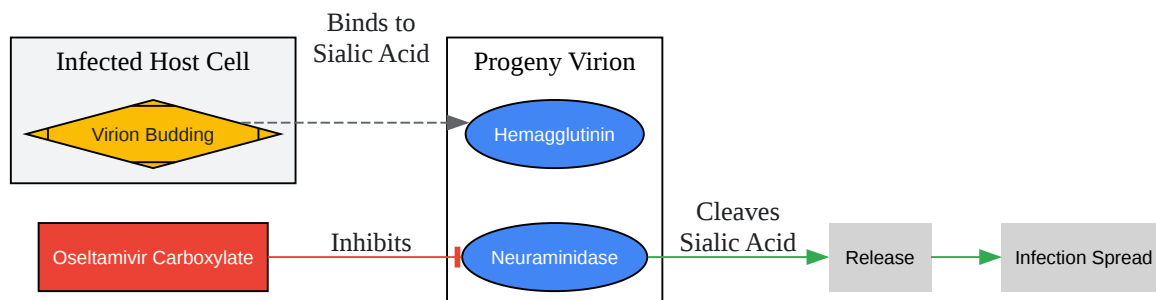 Binds to
Sialic Acid
Infected Host Cell
Progeny Virion
Virion Budding
Hemagglutinin
Cleaves
Sialic Acid
Oseltamivir Carboxylate
Inhibits
Neuraminidase
Release
Infection Spread